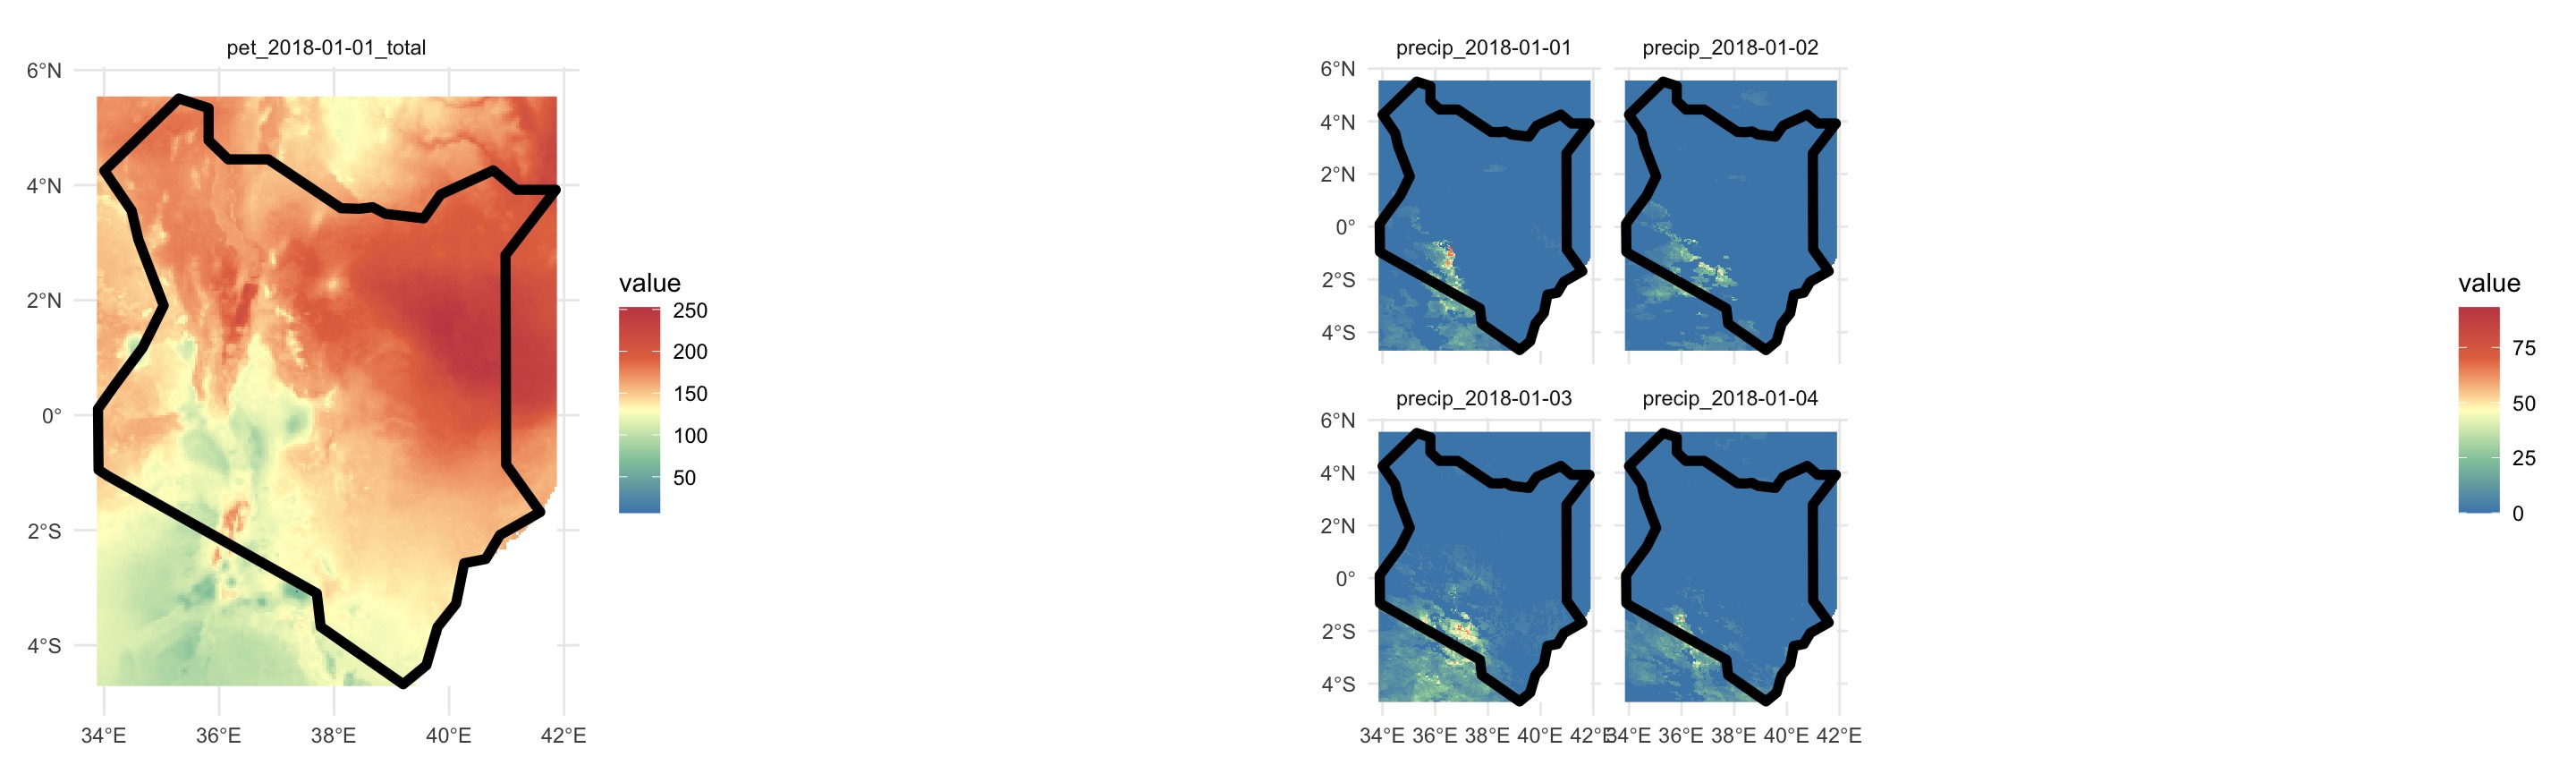 pet_2018-01-01_total
6°N
4°N
2°N
0°
2°S
4°S
34°E 36°E 38°E 40°E 42°E
value
250
200
150
100
50
precip_2018-01-01 precip_2018-01-02
6°N
4°N
2°N
0°
2°S
4°S
precip_2018-01-03 precip_2018-01-04
6°N
4°N
2°N
0°
2°S
4°S
34°E 36°E 38°E 40°E 42°E 34°E 36°E 38°E 40°E 42°E
value
75
50
25
0